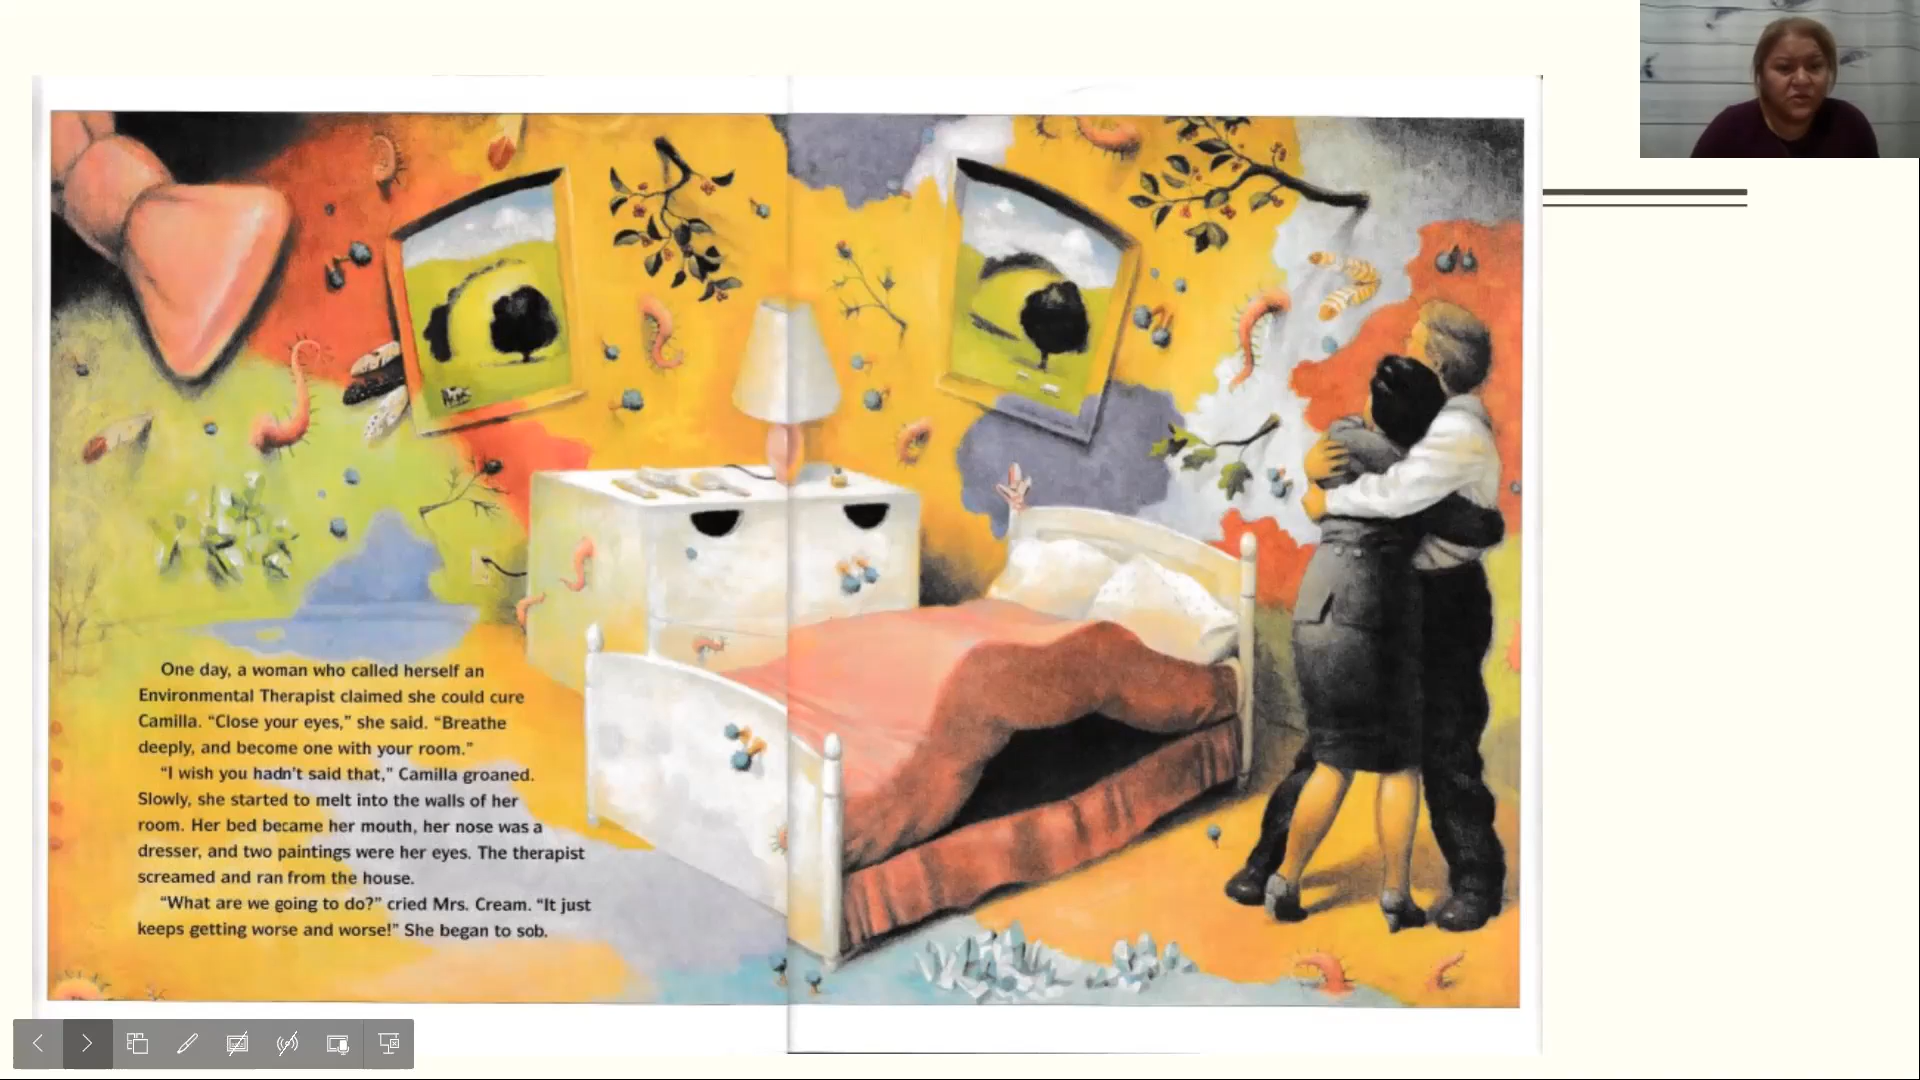 One day, a woman who called herself an
Environmental Therapist claimed she could cure
Camilla. “Close your eyes,” she said. “Breathe
deeply, and become one with your room.”
“I wish you hadn’t said that,” Camilla groaned.
Slowly, she started to melt into the walls of her
room. Her bed became her mouth, her nose was a
dresser, and two paintings were her eyes. The therapist
screamed and ran from the house.
“What are we going to do?” cried Mrs. Cream. “It just
keeps getting worse and worse!” She began to sob.